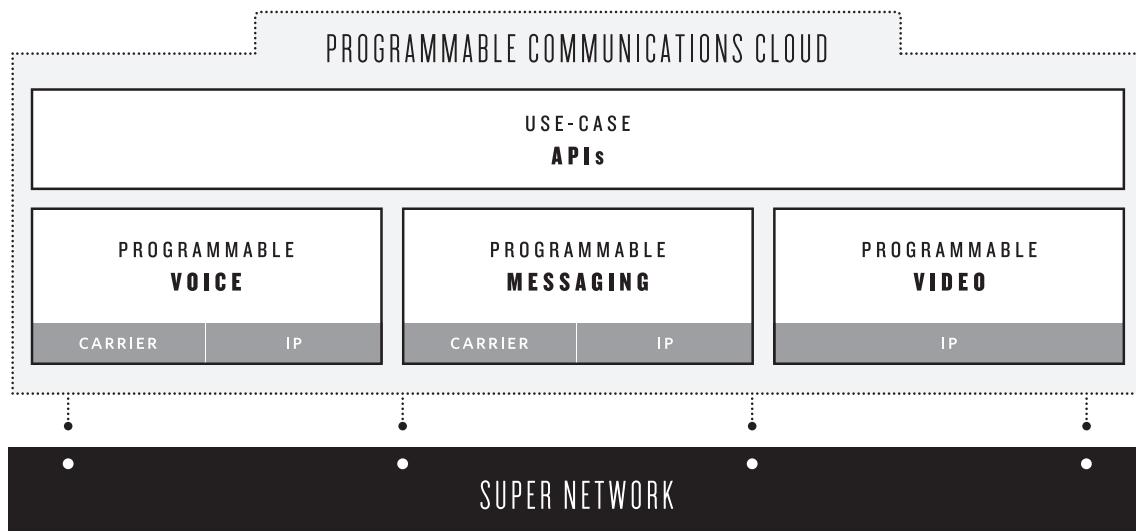 PROGRAMMABLE COMMUNICATIONS CLOUD
USE-CASE
APIs
PROGRAMMABLE
VOICE
CARRIER
IP
PROGRAMMABLE
MESSAGING
CARRIER
IP
PROGRAMMABLE
VIDEO
IP
SUPER NETWORK